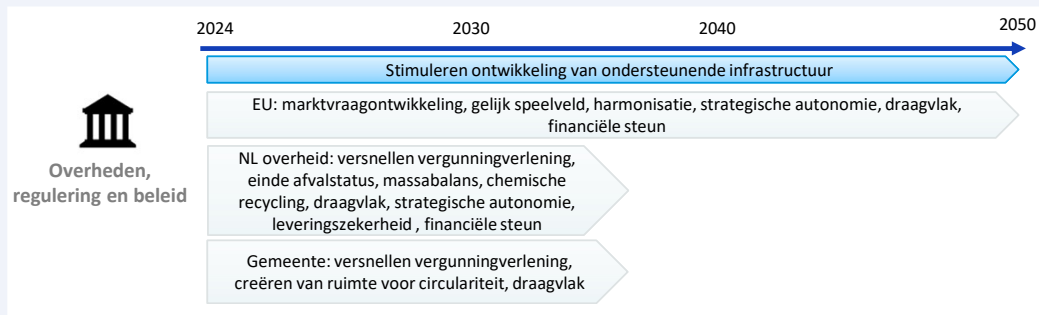 2024 2030 2040 2050
Stimuleren ontwikkeling van ondersteunende infrastructuur
EU: marktvraagontwikkeling, gelijk speelveld, harmonisatie, strategische autonomie, draagvlak,
financiële steun
Overheden,
regulering en beleid
NL overheid: versnellen vergunningverlening,
einde afvalstatus, massabalans, chemische
recycling, draagvlak, strategische autonomie,
leveringszekerheid , financiële steun
Gemeente: versnellen vergunningverlening,
creëren van ruimte voor circulariteit, draagvlak